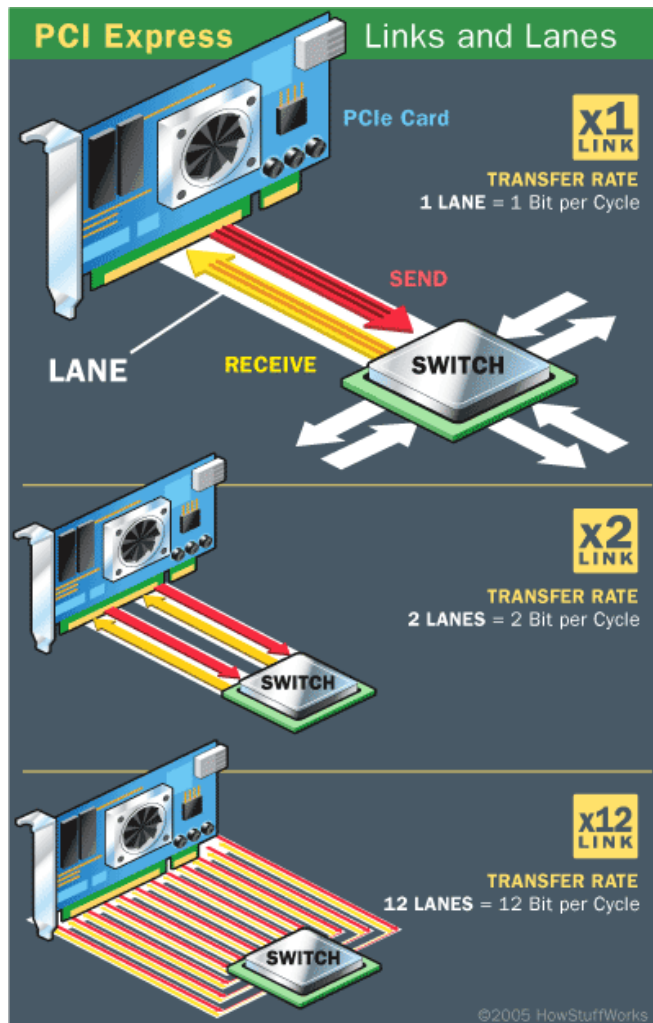 PCI Express Links and Lanes
PCIe Card
x1
LINK
TRANSFER RATE
1 LANE = 1 Bit per Cycle
SEND
LANE
RECEIVE
SWITCH
x2
LINK
TRANSFER RATE
2 LANES = 2 Bit per Cycle
SWITCH
x12
LINK
TRANSFER RATE
12 LANES = 12 Bit per Cycle
SWITCH
©2005 HowStuffWorks